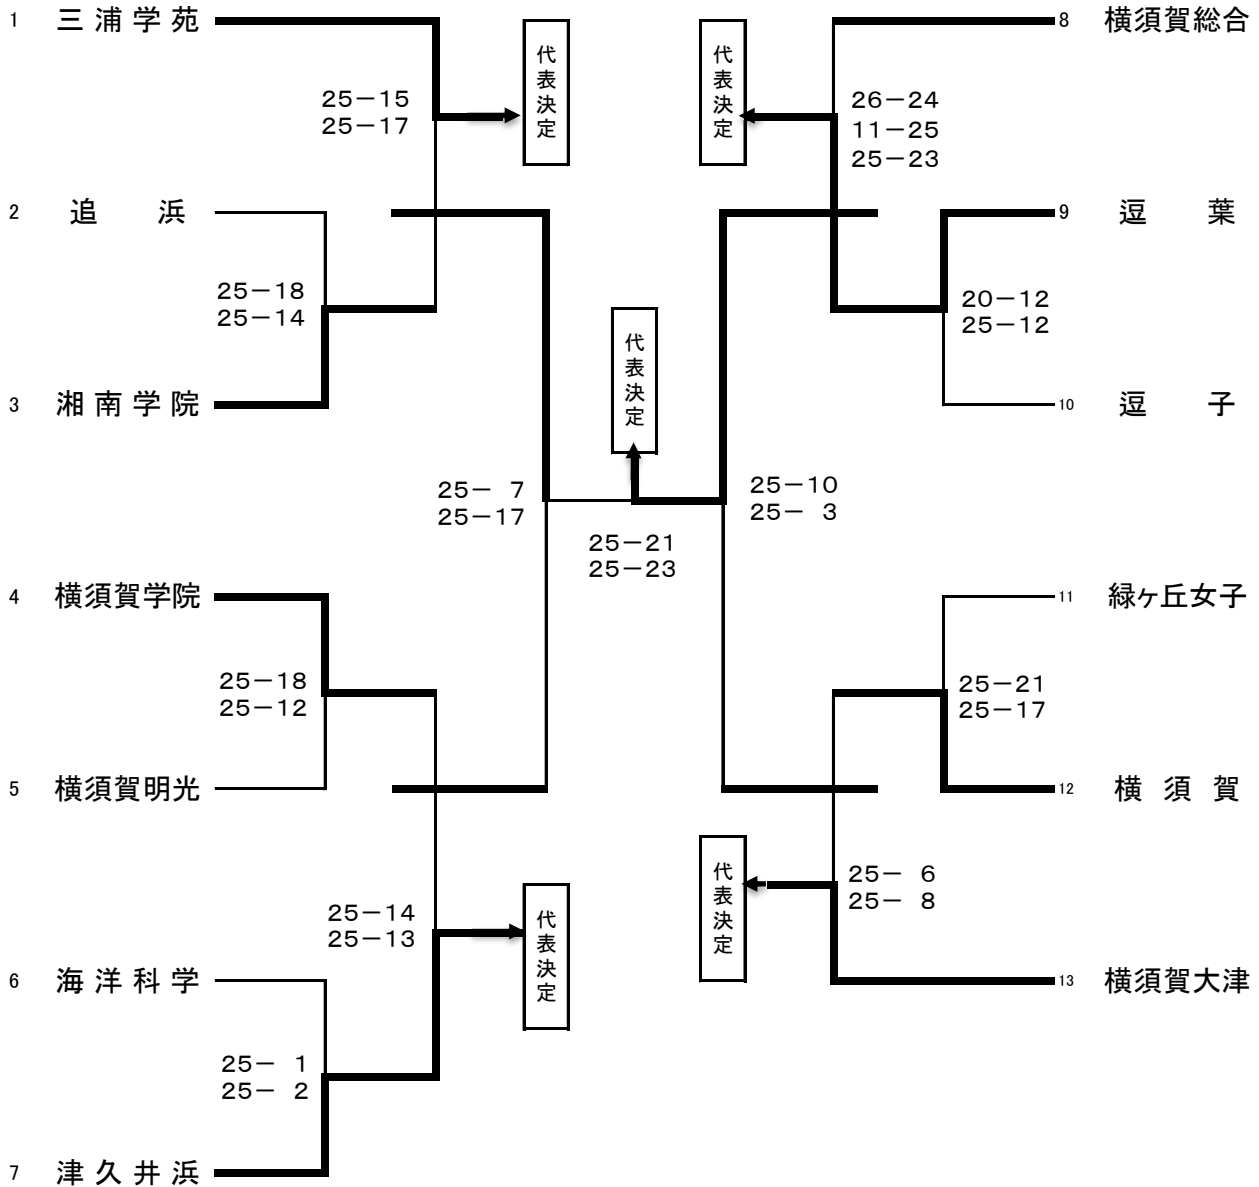 1 三浦学苑
25－15
25－17
代表決定
2 追浜
25－18
25－14
3 湘南学院
25－ 7
25－17
4 横須賀学院
25－18
25－12
5 横須賀明光
25－14
25－13
代表決定
6 海洋科学
25－ 1
25－ 2
7 津久井浜
代表決定
25－21
25－23
代表決定
8 横須賀総合
26－24
11－25
25－23
9 逗葉
20－12
25－12
10 逗子
25－10
25－ 3
11 緑ヶ丘女子
25－21
25－17
12 横須賀
代表決定
25－ 6
25－ 8
13 横須賀大津